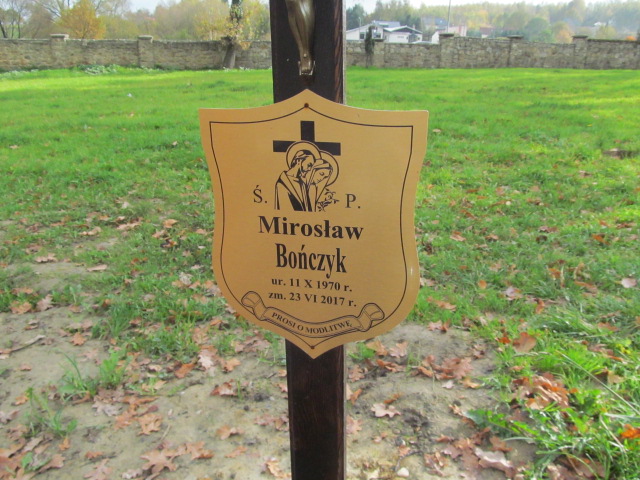 Ś. P.
Mirosław
Bończyk
ur. 11 X 1970 r.
zm. 23 VI 2017 r.
PROSI O MODLITWĘ